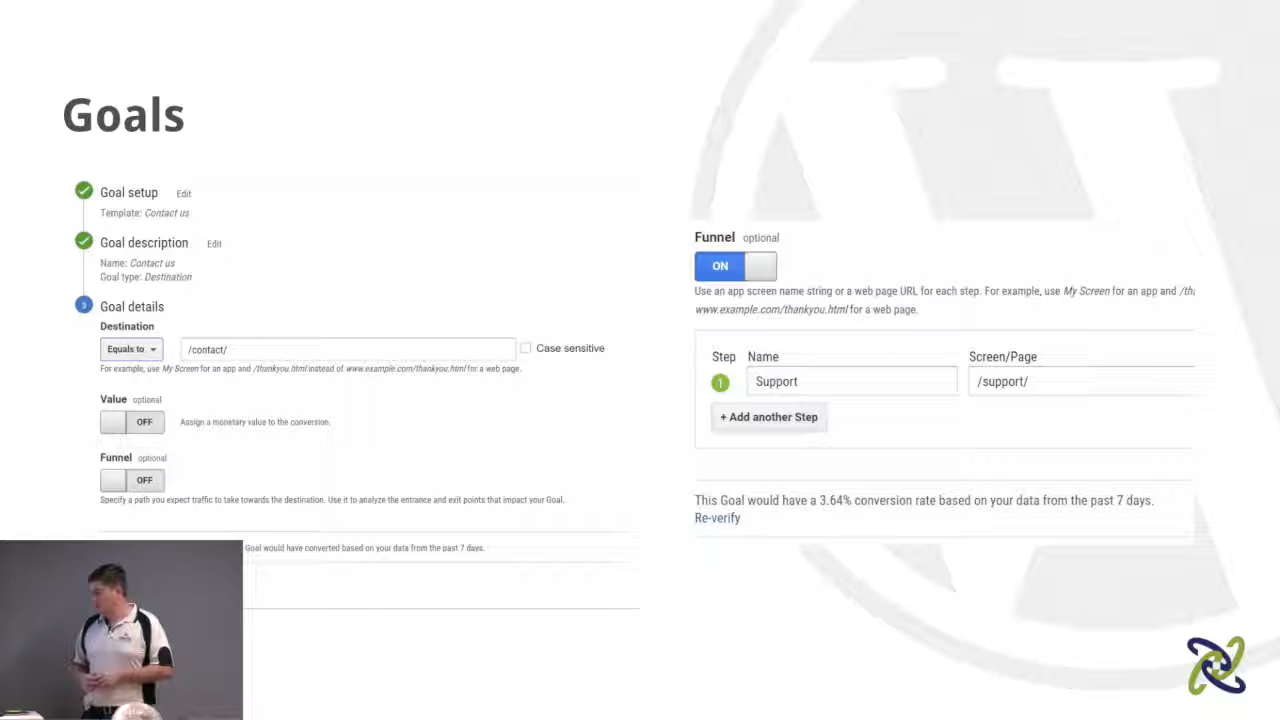 Goals
Goal setup Edit
Template: Contact us
Goal description Edit
Name: Contact us
Goal type: Destination
3 Goal details
Destination
Equals to /contact/ Case sensitive
For example, use My Screen for an app and /thankyou.html instead of www.example.com/thankyou.html for a web page.
Value optional
OFF Assign a monetary value to the conversion.
Funnel optional
OFF
Specify a path you expect traffic to take towards the destination. Use it to analyze the entrance and exit points that impact your Goal.
Goal would have converted based on your data from the past 7 days.
Funnel optional
ON
Use an app screen name string or a web page URL for each step. For example, use My Screen for an app and
www.example.com/thankyou.html for a web page.
Step Name Screen/Page
1 Support /support/
+ Add another Step
This Goal would have a 3.64% conversion rate based on your data from the past 7 days.
Re-verify